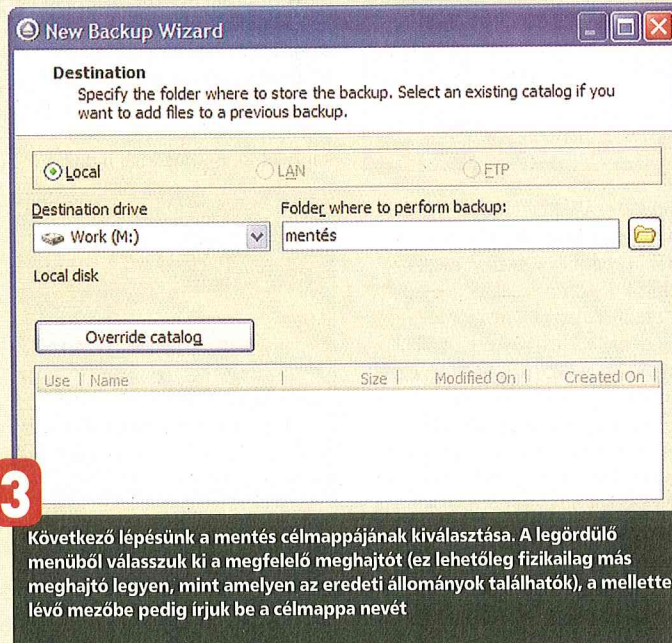 New Backup Wizard
Destination
Specify the folder where to store the backup. Select an existing catalog if you
want to add files to a previous backup.
Local LAN FTP
Destination drive Folder where to perform backup:
Work (M:) mentés
Local disk
Override catalog
Use Name Size Modified On Created On
3
Következő lépésünk a mentés célmappájának kiválasztása. A legördülő
menüből válasszuk ki a megfelelő meghajtót (ez lehetőleg fizikailag más
meghajtó legyen, mint amelyen az eredeti állományok találhatók), a mellette
lévő mezőbe pedig írjuk be a célmappa nevét